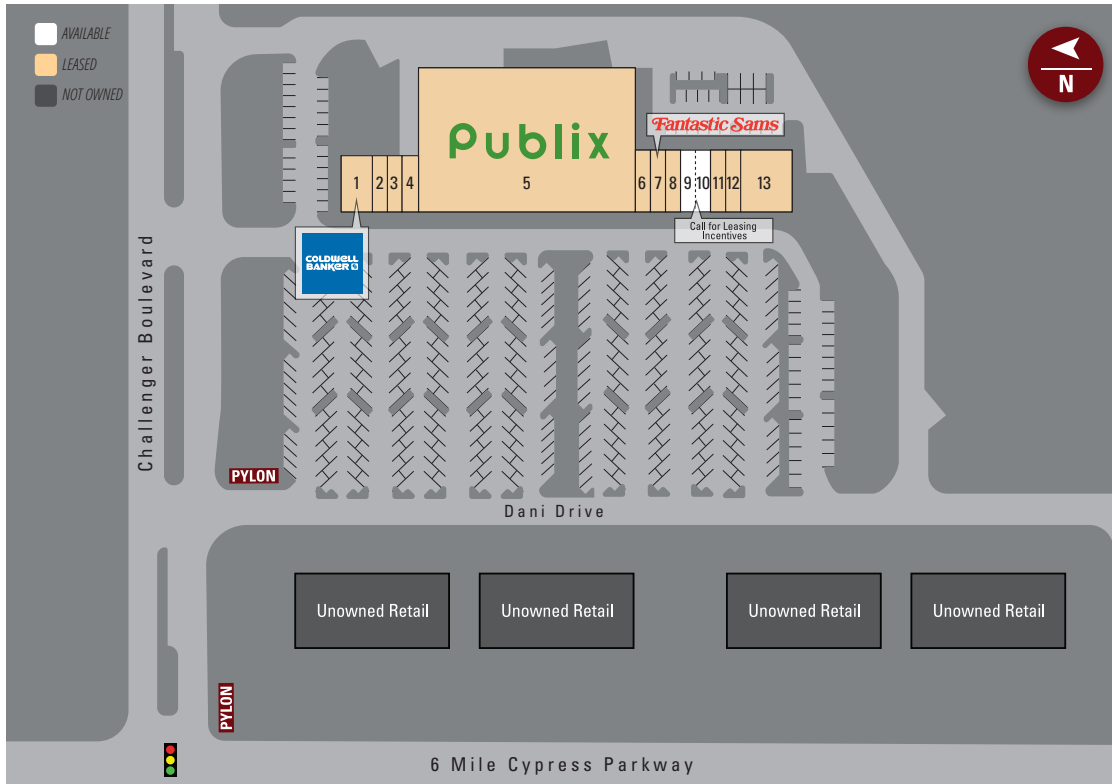 AVAILABLE
LEASED
NOT OWNED
N
Publix
Fantastic Sams
1
2
3
4
5
6
7
8
9
10
11
12
13
Call for Leasing
Incentives
COLDWELL
BANKER
Challenger Boulevard
PYLON
Dani Drive
Unowned Retail
Unowned Retail
Unowned Retail
Unowned Retail
PYLON
6 Mile Cypress Parkway